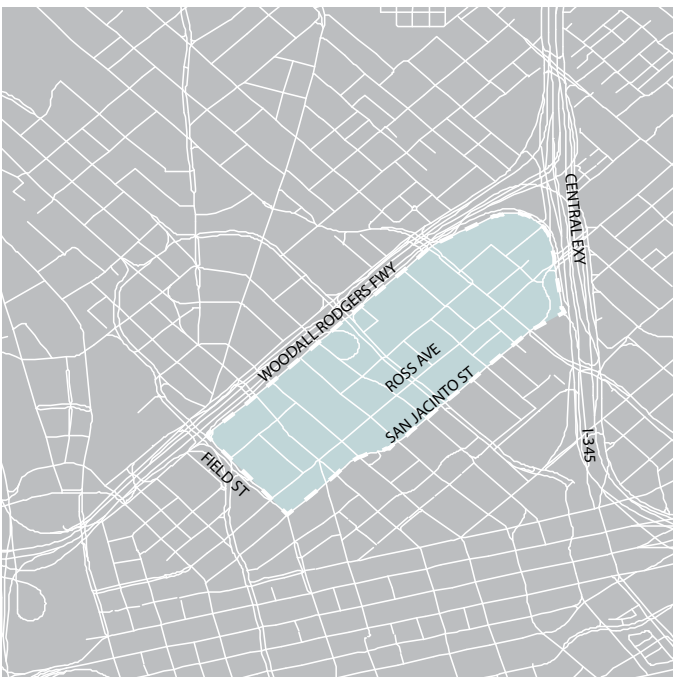 CENTRAL EXY
WOODALL RODGERS FWY
ROSS AVE
SAN JACINTO ST
I-345
FIELD ST